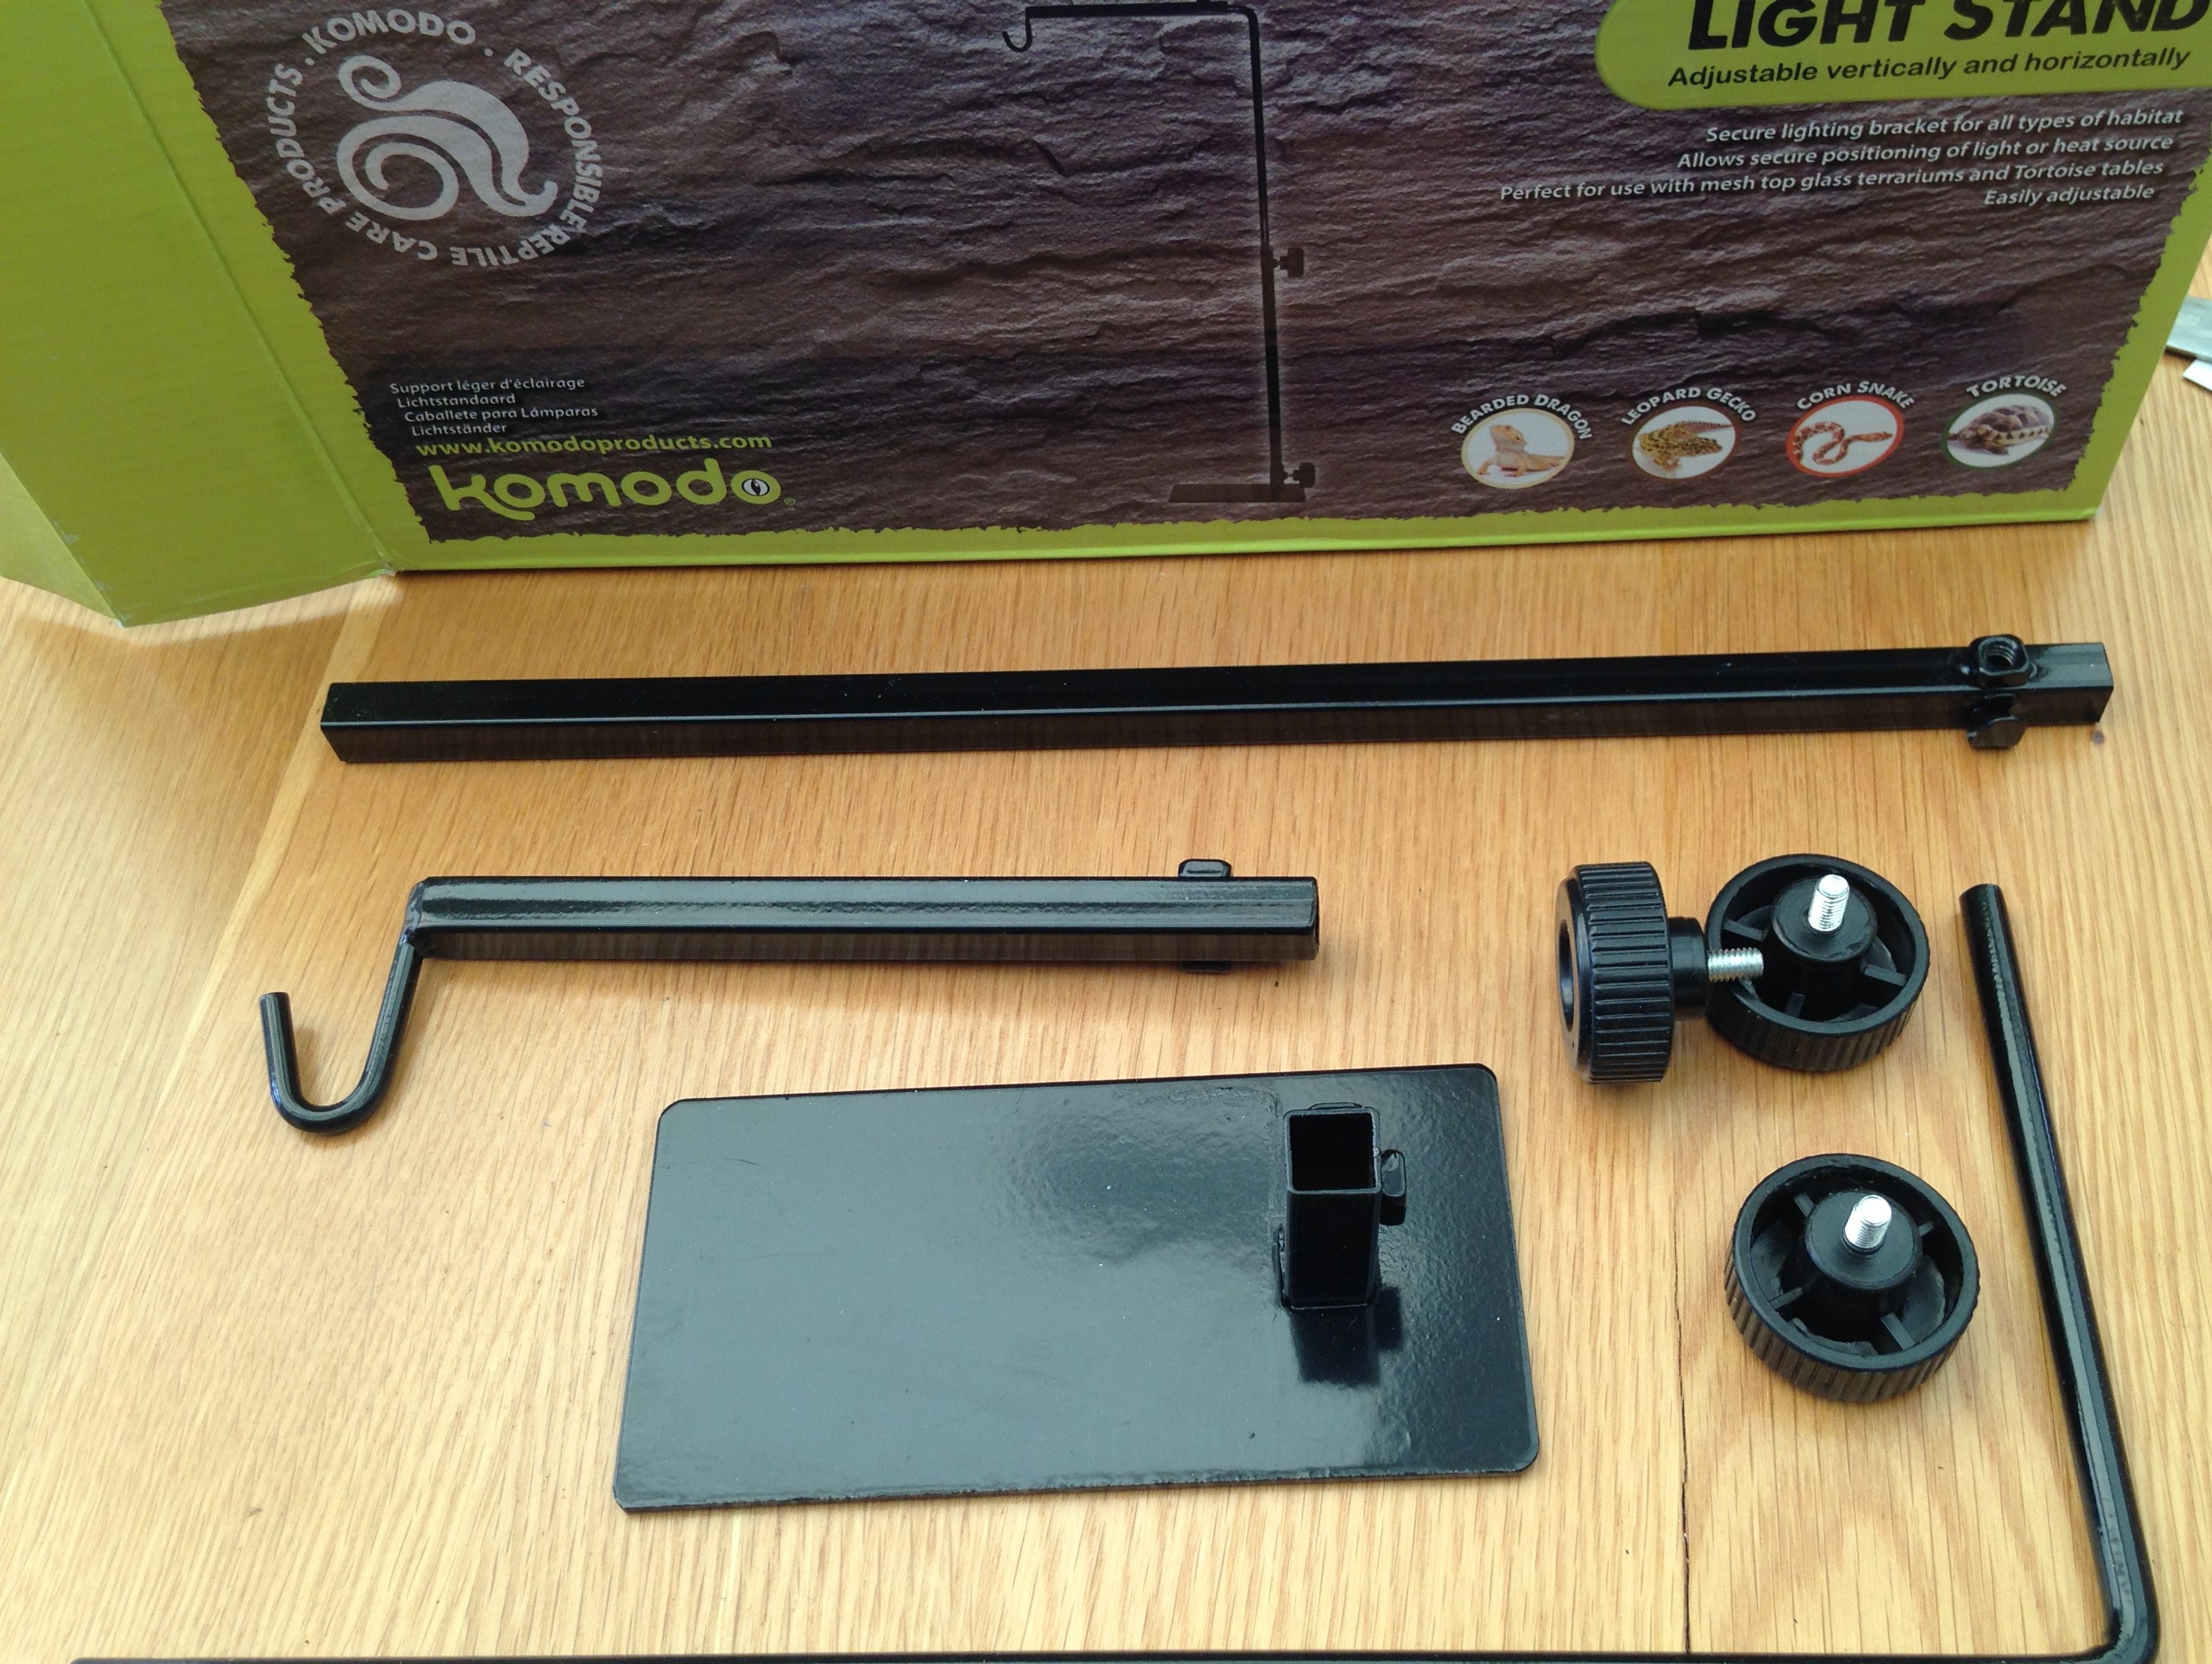 KOMODO . RESPONSIBLE REPTILE CARE PRODUCTS .
LIGHT STAND
Adjustable vertically and horizontally
Secure lighting bracket for all types of habitat
Allows secure positioning of light or heat source
Perfect for use with mesh top glass terrariums and Tortoise tables
Easily adjustable
Support léger d'éclairage
Lichtstandaard
Caballete para Lámparas
Lichtständer
www.komodoproducts.com
komodo®
BEARDED DRAGON
LEOPARD GECKO
CORN SNAKE
TORTOISE